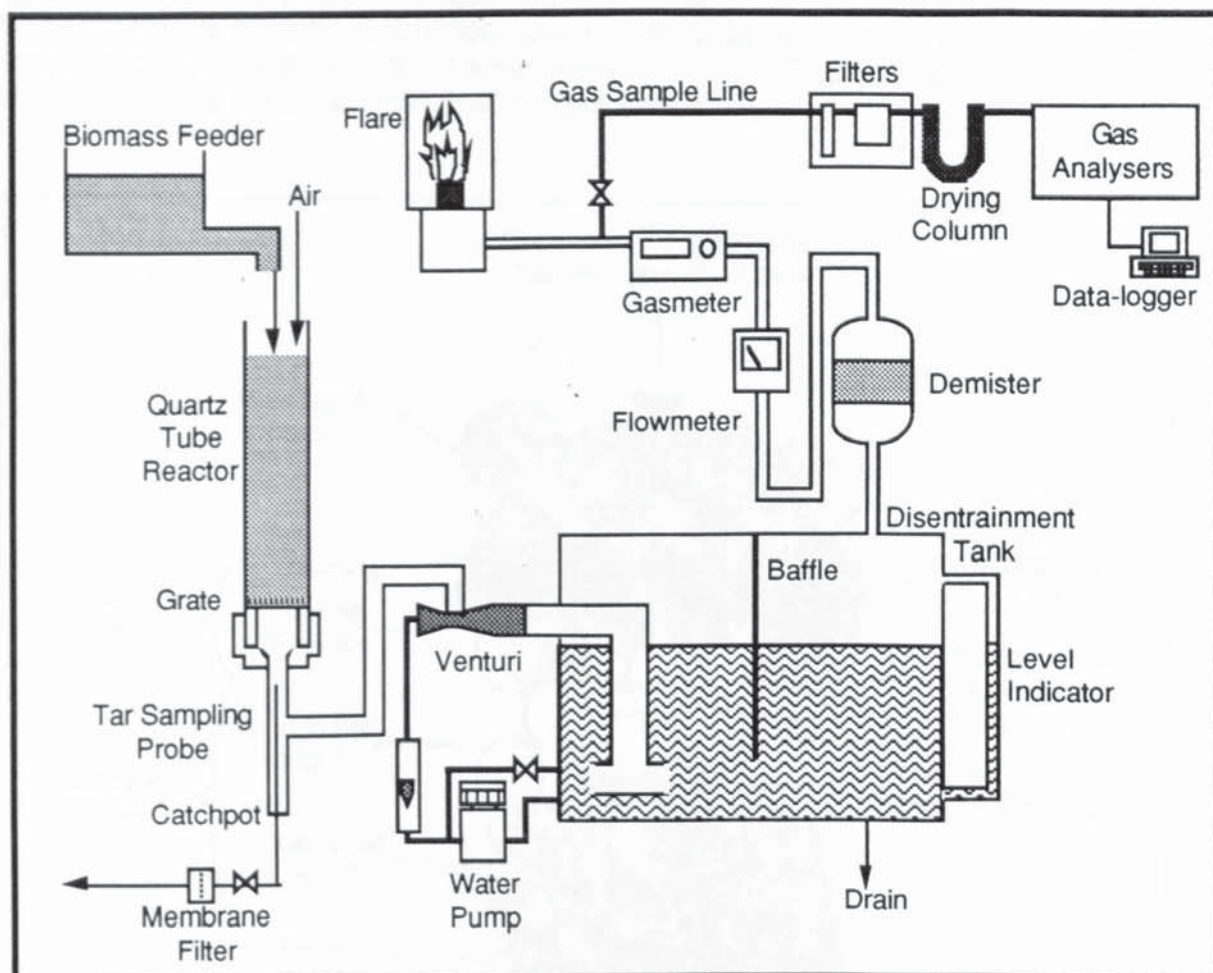 Filters
Gas Sample Line
Flare
Biomass Feeder
Gas
Analysers
Air
Drying
Column
Gasmeter
Data-logger
Demister
Quartz
Tube
Reactor
Flowmeter
Disentrainment
Tank
Baffle
Grate
Venturi
Level
Indicator
Tar Sampling
Probe
Catchpot
Water
Pump
Drain
Membrane
Filter